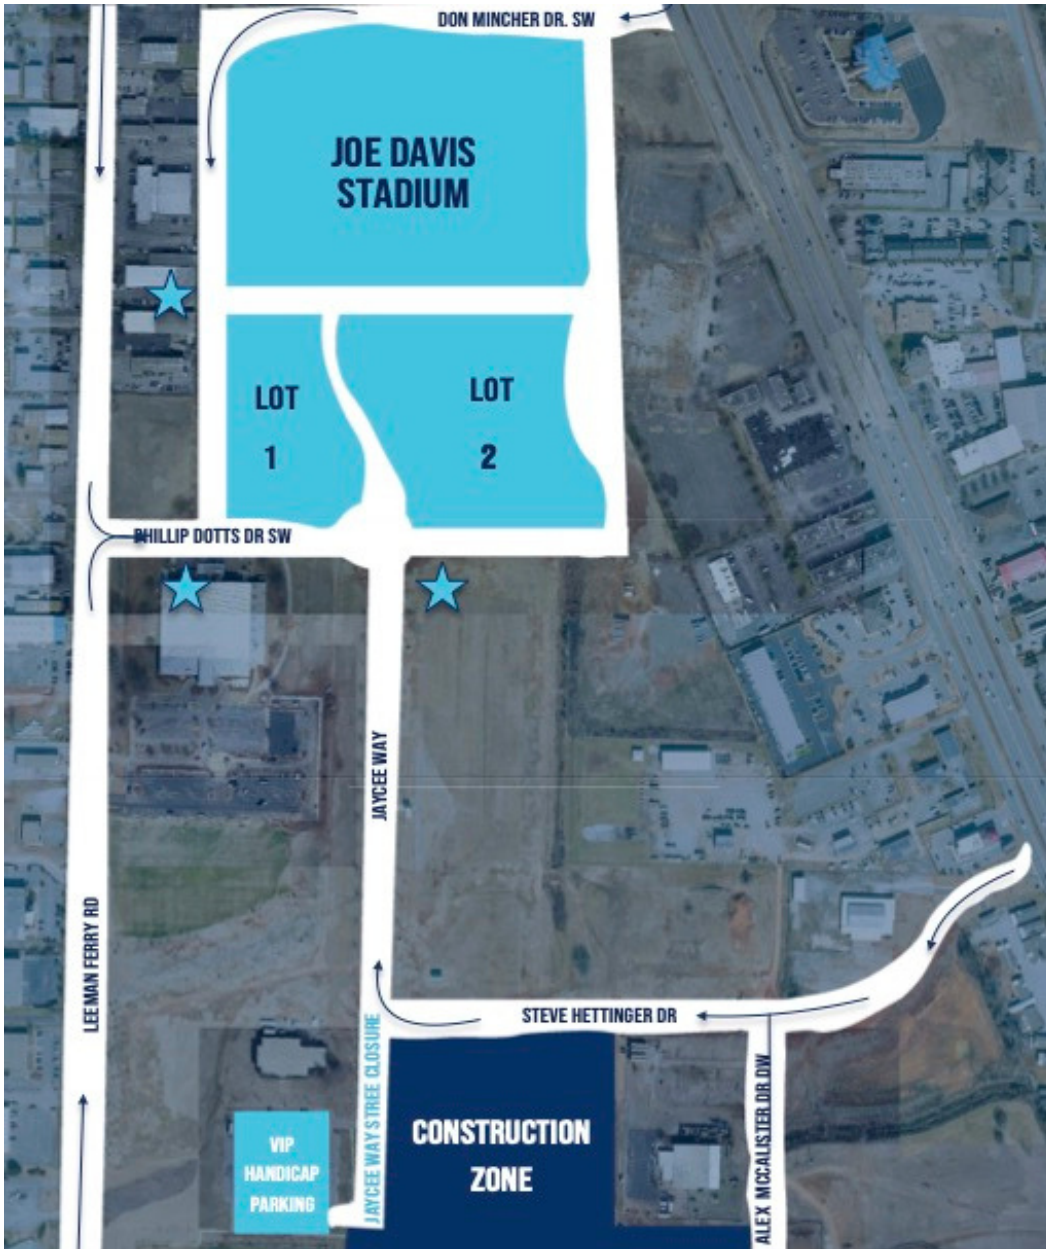 DON MINCHER DR. SW
JOE DAVIS
STADIUM
LOT
1
LOT
2
PHILLIP DOTTS DR SW
JAYCEE WAY
LEEMAN FERRY RD
STEVE HETTINGER DR
JAYCEE WAY STREE CLOSURE
CONSTRUCTION
ZONE
VIP
HANDICAP
PARKING
ALEX MCCALISTER DR DW